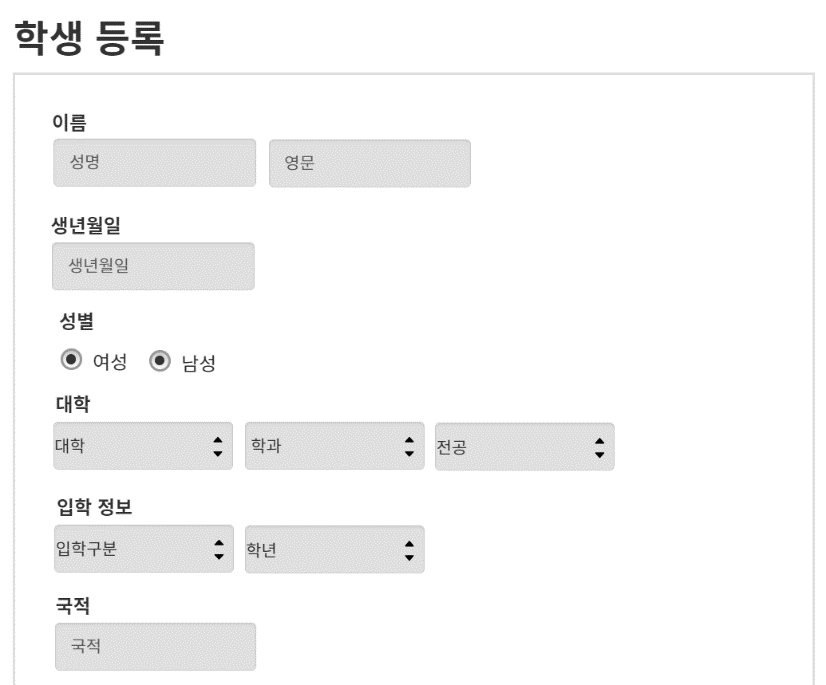 학생 등록
이름
성명 영문
생년월일
생년월일
성별
여성 남성
대학
대학 학과 전공
입학 정보
입학구분 학년
국적
국적